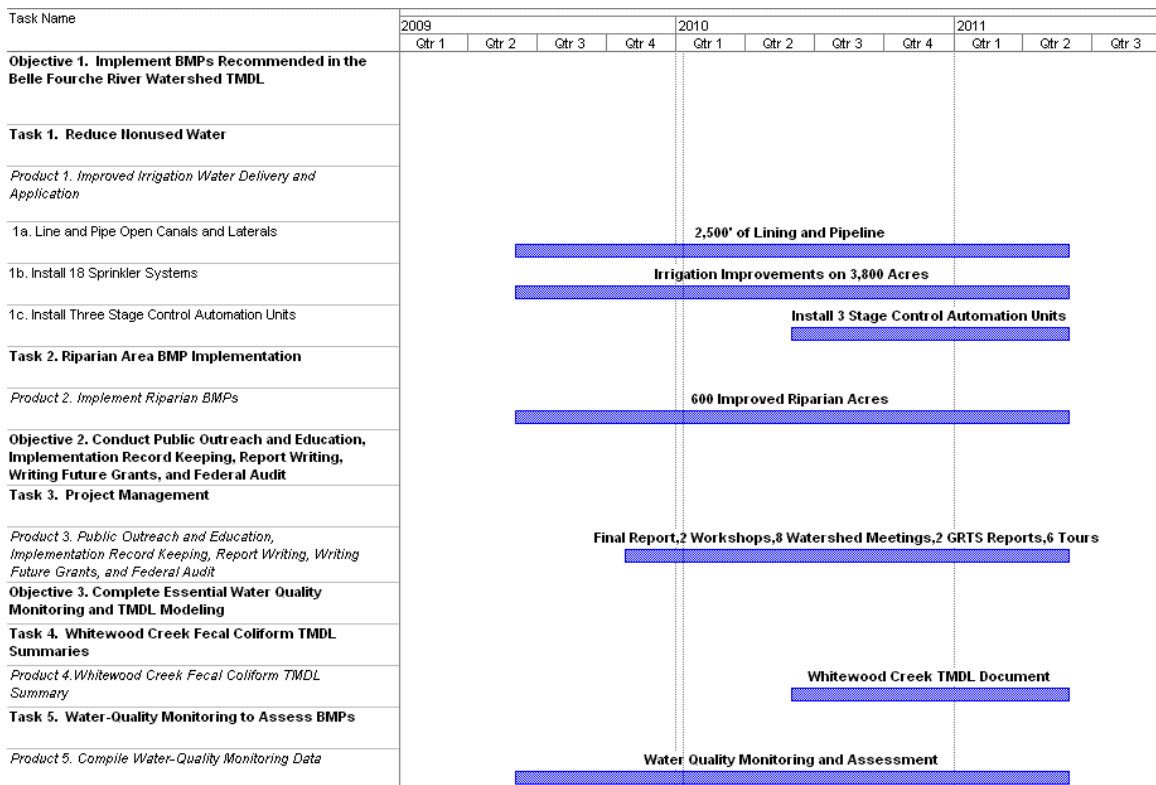 Task Name
2009 2010 2011
Qtr 1 Qtr 2 Qtr 3 Qtr 4 Qtr 1 Qtr 2 Qtr 3 Qtr 4 Qtr 1 Qtr 2 Qtr 3
Objective 1. Implement BMPs Recommended in the
Belle Fourche River Watershed TMDL
Task 1. Reduce Nonused Water
Product 1. Improved Irrigation Water Delivery and
Application
1a. Line and Pipe Open Canals and Laterals
2,500' of Lining and Pipeline
1b. Install 18 Sprinkler Systems
Irrigation Improvements on 3,800 Acres
1c. Install Three Stage Control Automation Units
Install 3 Stage Control Automation Units
Task 2. Riparian Area BMP Implementation
Product 2. Implement Riparian BMPs
600 Improved Riparian Acres
Objective 2. Conduct Public Outreach and Education,
Implementation Record Keeping, Report Writing,
Writing Future Grants, and Federal Audit
Task 3. Project Management
Product 3. Public Outreach and Education,
Implementation Record Keeping, Report Writing, Writing
Future Grants, and Federal Audit
Final Report,2 Workshops,8 Watershed Meetings,2 GRTS Reports,6 Tours
Objective 3. Complete Essential Water Quality
Monitoring and TMDL Modeling
Task 4. Whitewood Creek Fecal Coliform TMDL
Summaries
Product 4.Whitewood Creek Fecal Coliform TMDL
Summary
Whitewood Creek TMDL Document
Task 5. Water-Quality Monitoring to Assess BMPs
Product 5. Compile Water-Quality Monitoring Data
Water Quality Monitoring and Assessment